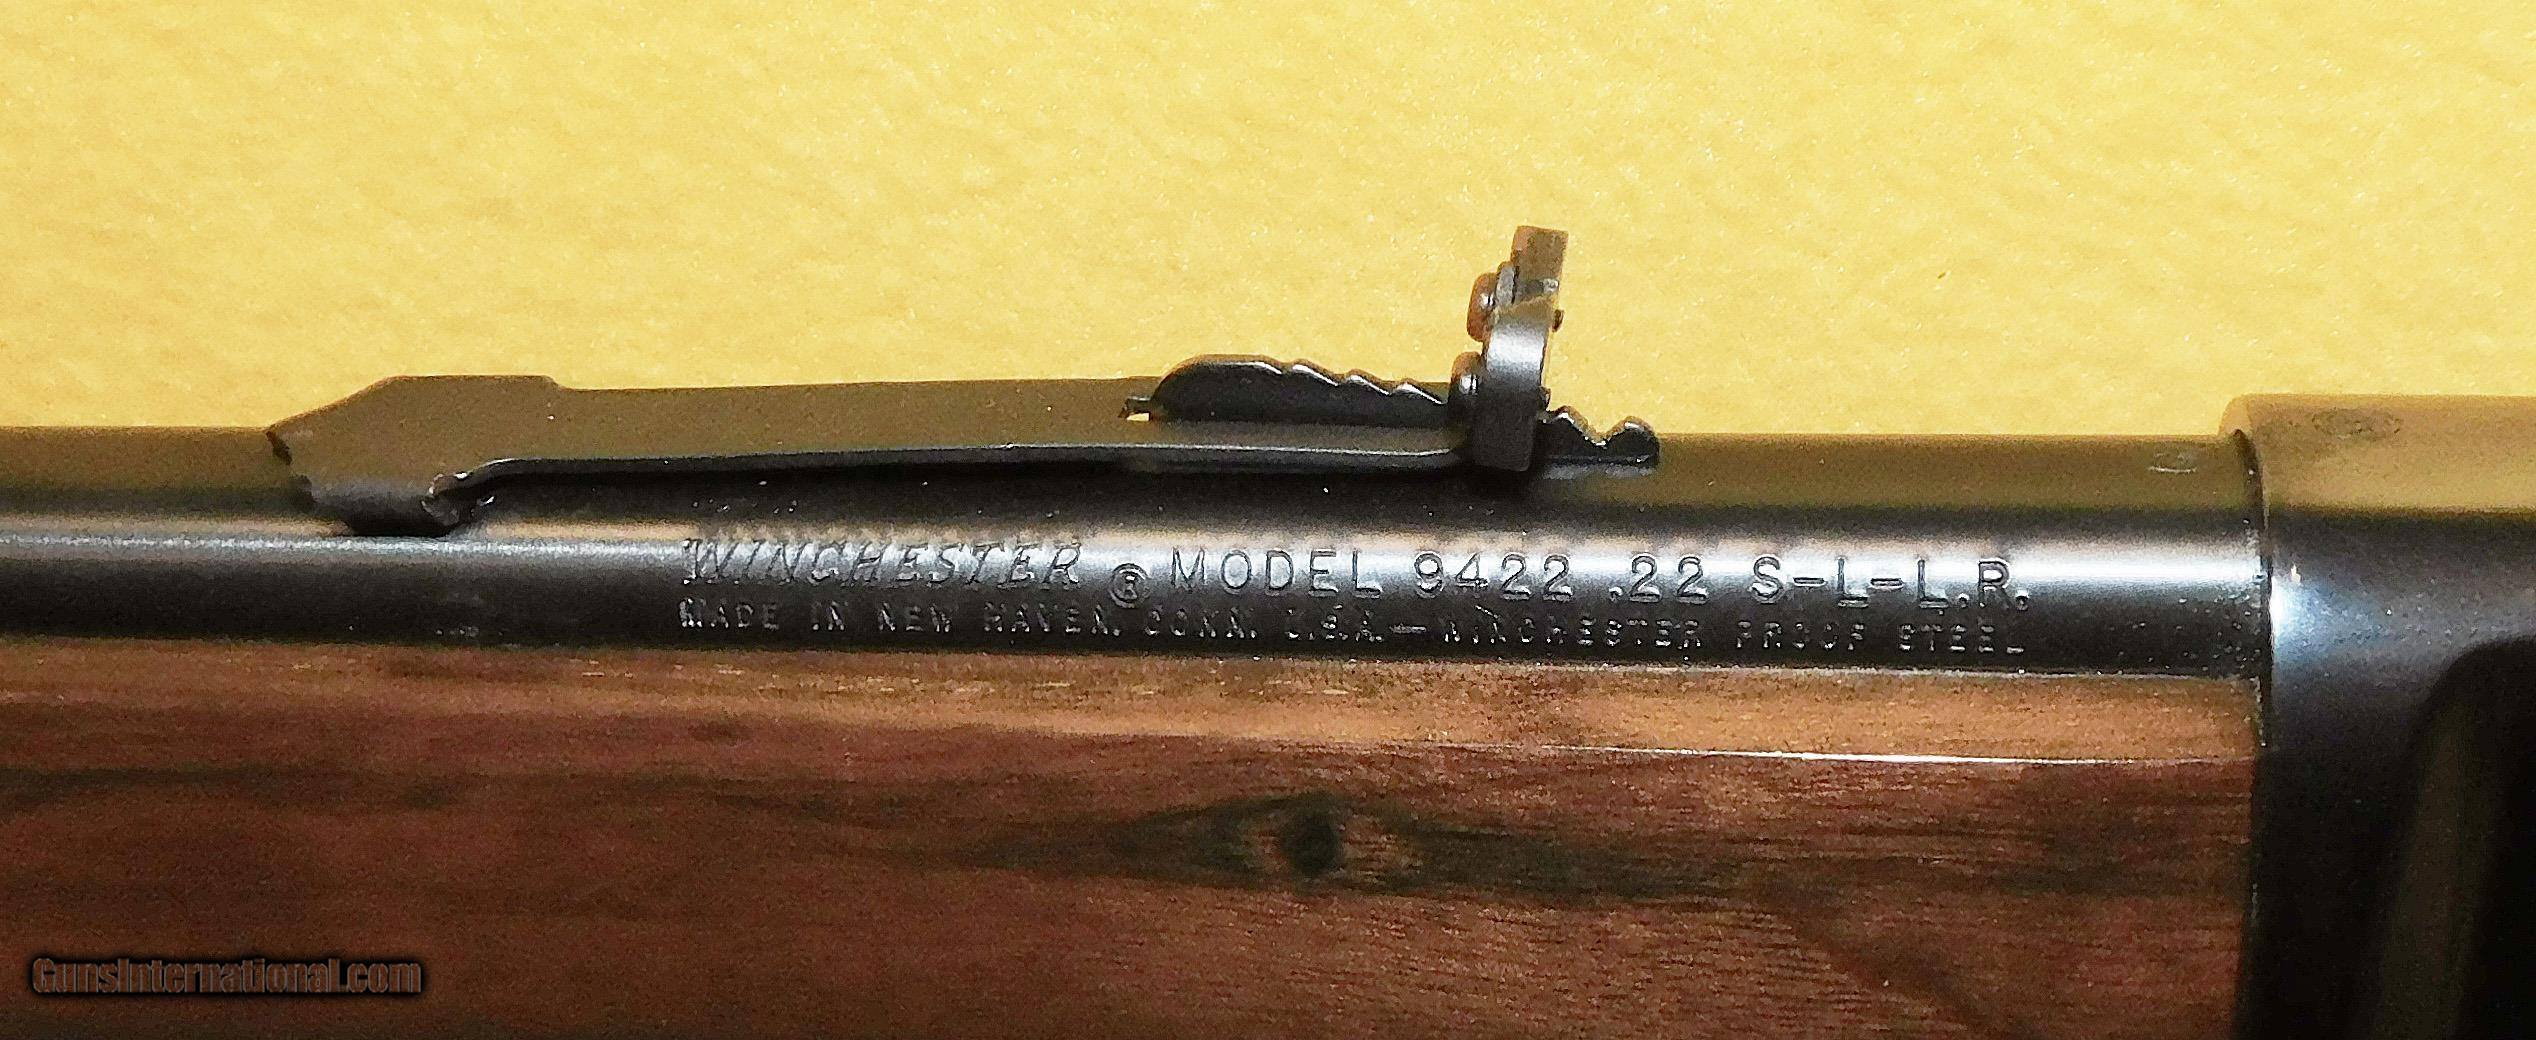 WINCHESTER ® MODEL 9422 .22 S-L-L.R.
MADE IN NEW HAVEN, CONN. U.S.A.—WINCHESTER PROOF STEEL
GunsInternational.com